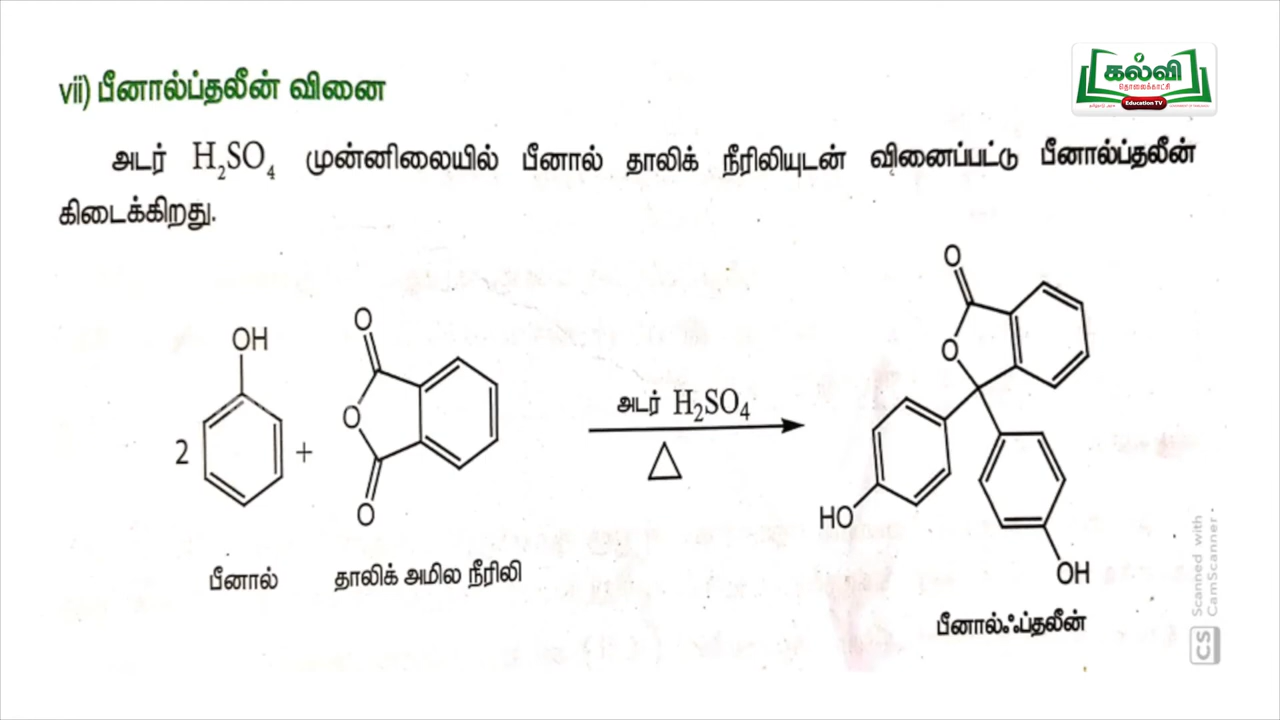 கல்வி
தொலைக்காட்சி
Education TV
vii) பீனால்ப்தலீன் வினை
அடர் H₂SO₄ முன்னிலையில் பீனால் தாலிக் நீரிலியுடன் வினைப்பட்டு பீனால்ப்தலீன்
கிடைக்கிறது.
OH
2
+
O
O
O
அடர் H₂SO₄
△
O
O
HO
OH
பீனால்
தாலிக் அமில நீரிலி
பீனால்ஃப்தலீன்
CS
Scanned with
CamScanner